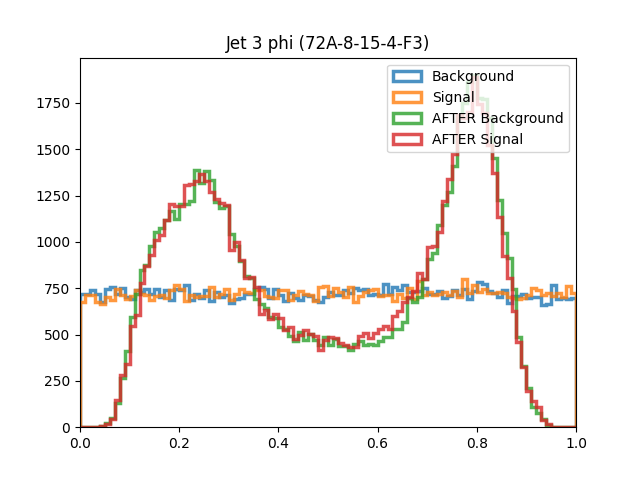 Jet 3 phi (72A-8-15-4-F3)
Background
Signal
AFTER Background
AFTER Signal
1750
1500
1250
1000
750
500
250
0
0.0 0.2 0.4 0.6 0.8 1.0